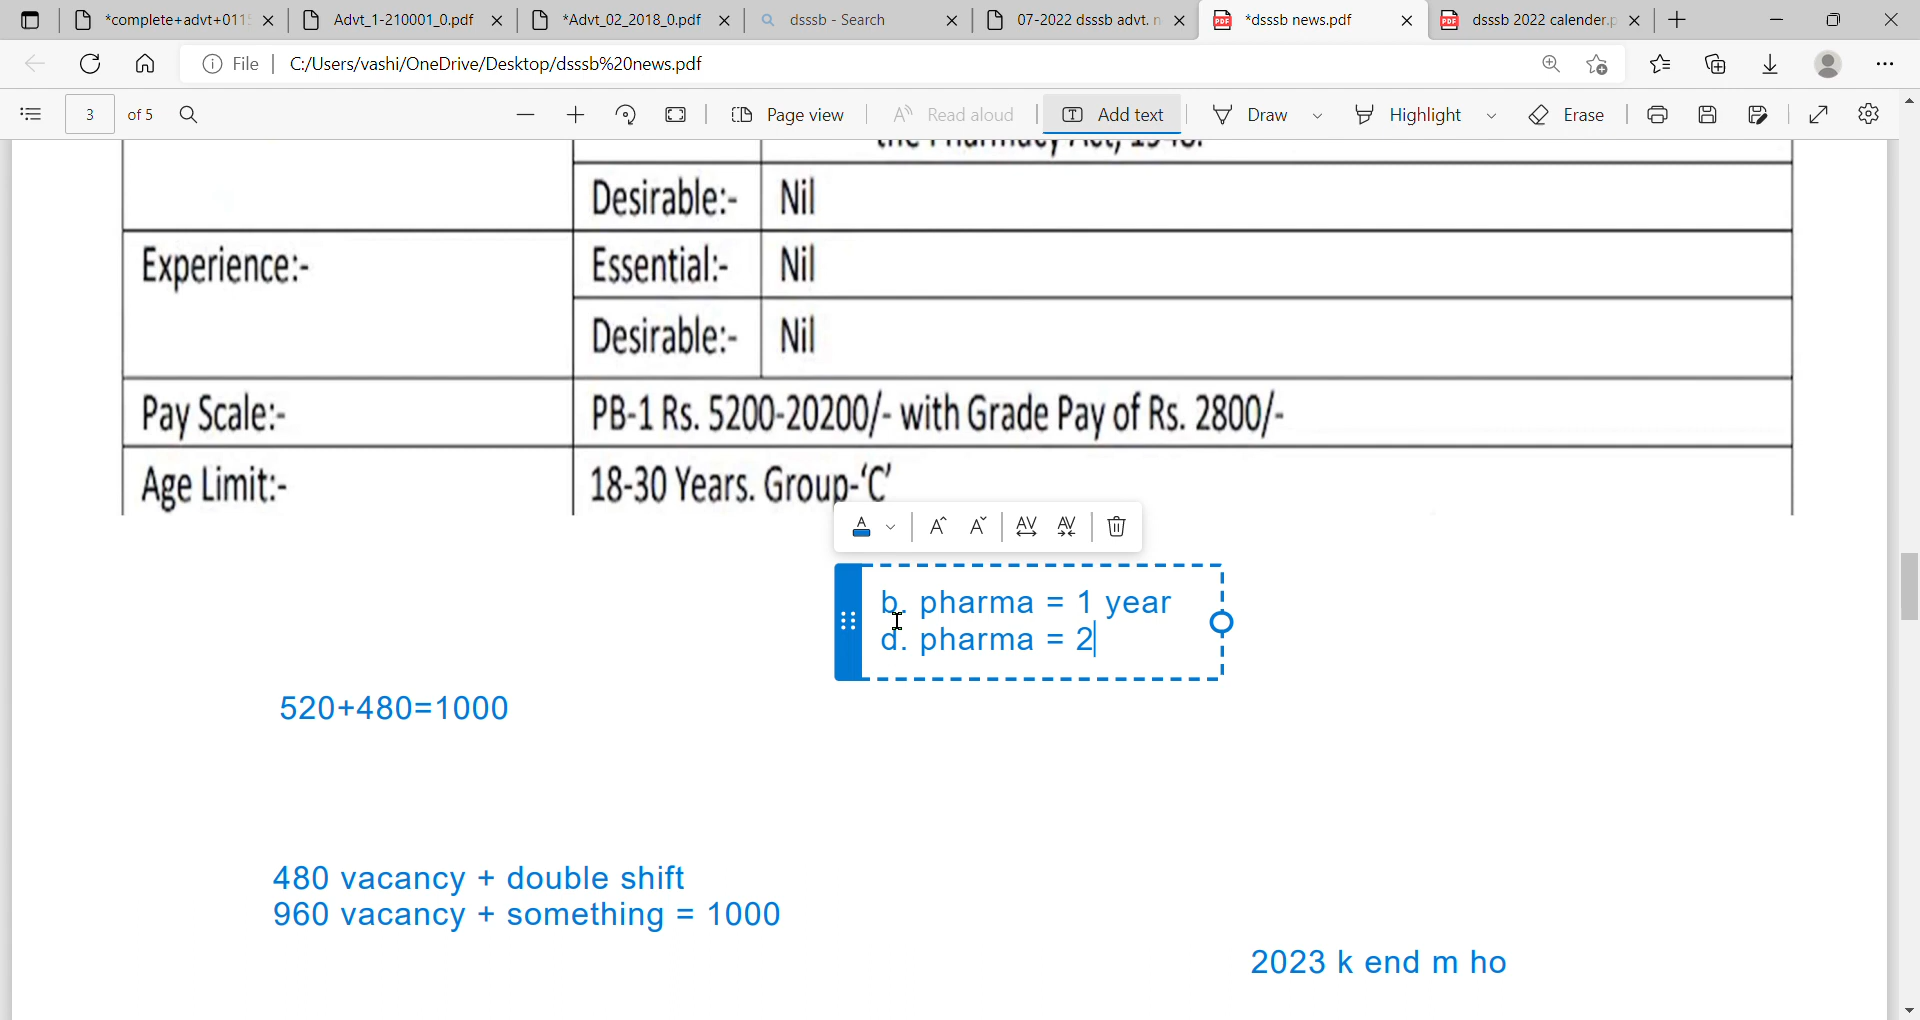 *complete+advt+011
Advt_1-210001_0.pdf
*Advt_02_2018_0.pdf
dsssb - Search
07-2022 dsssb advt. n
*dsssb news.pdf
dsssb 2022 calender.p
File
C:/Users/vashi/OneDrive/Desktop/dsssb%20news.pdf
3 of 5
Page view
Read aloud
Add text
Draw
Highlight
Erase
the Pharmacy Act, 1948.
Desirable:- Nil
Experience:- Essential:- Nil
Desirable:- Nil
Pay Scale:- PB-1 Rs. 5200-20200/- with Grade Pay of Rs. 2800/-
Age Limit:- 18-30 Years. Group-‘C’
b. pharma = 1 year
d. pharma = 2
520+480=1000
480 vacancy + double shift
960 vacancy + something = 1000
2023 k end m ho